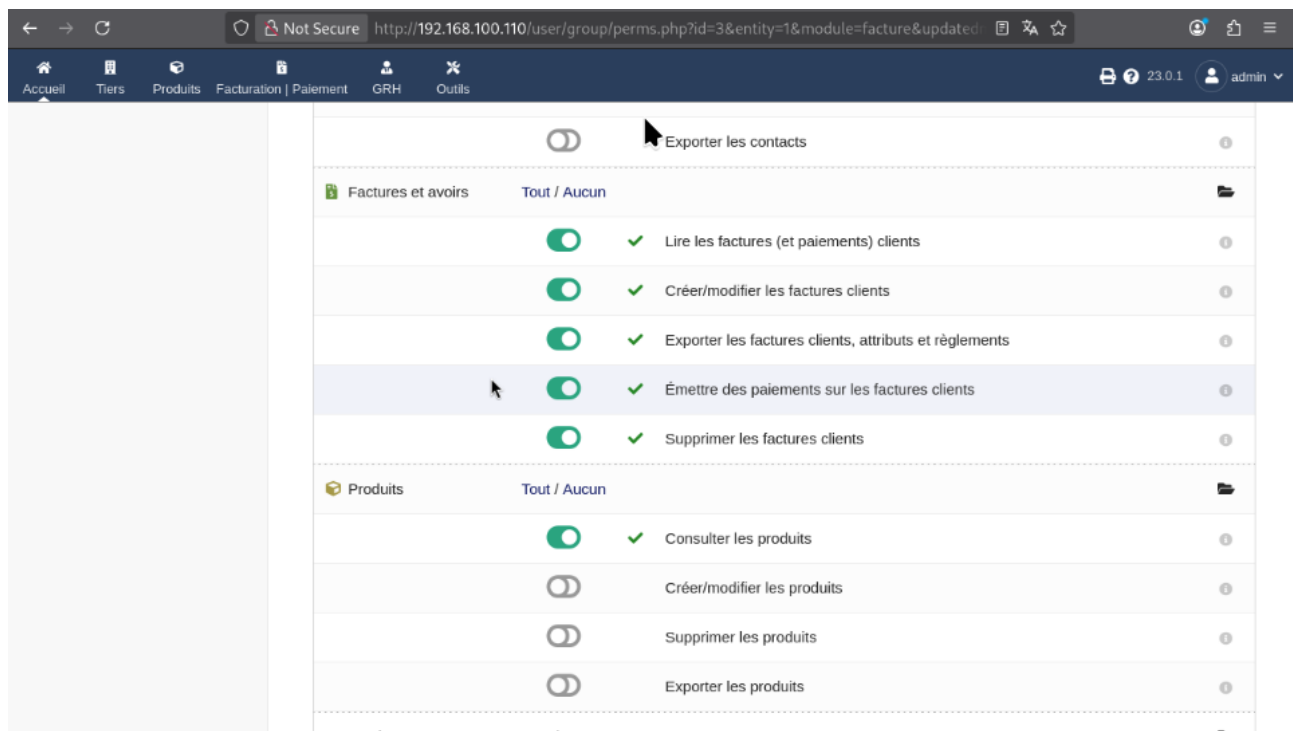 Not Secure http://192.168.100.110/user/group/perms.php?id=3&entity=1&module=facture&updated
Accueil Tiers Produits Facturation | Paiement GRH Outils 23.0.1 admin
Exporter les contacts
Factures et avoirs Tout / Aucun
Lire les factures (et paiements) clients
Créer/modifier les factures clients
Exporter les factures clients, attributs et règlements
Émettre des paiements sur les factures clients
Supprimer les factures clients
Produits Tout / Aucun
Consulter les produits
Créer/modifier les produits
Supprimer les produits
Exporter les produits